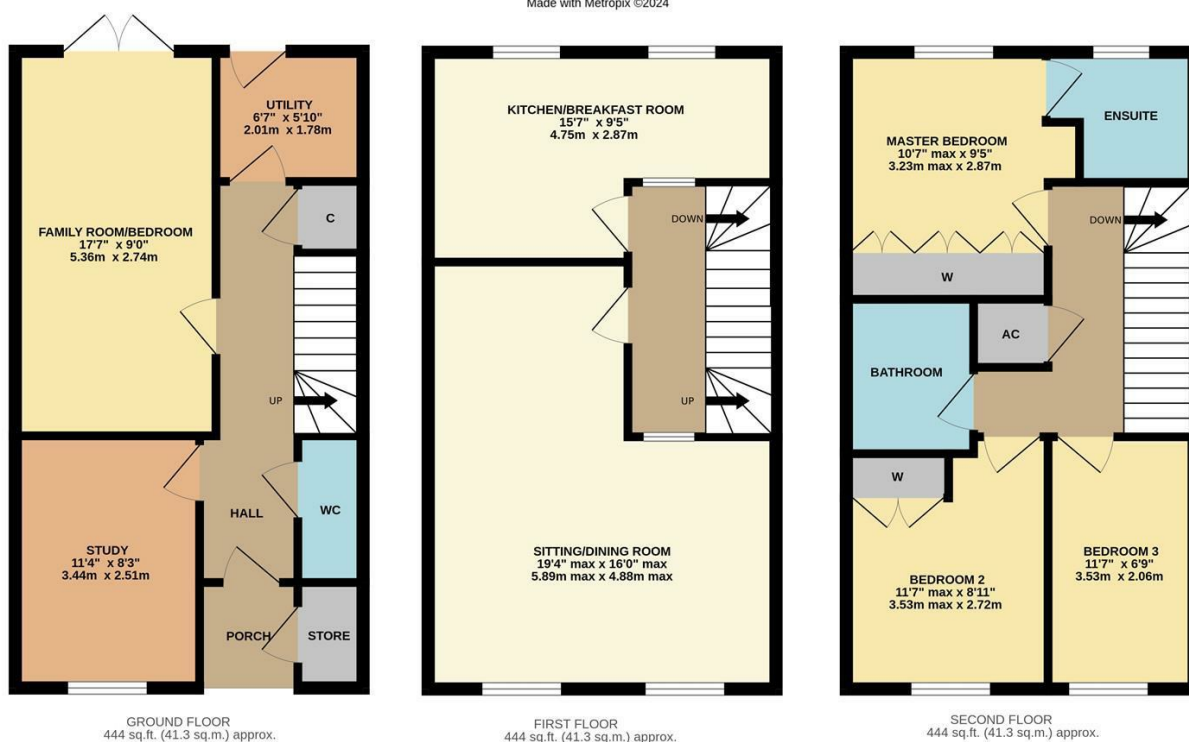 Made with Metropix ©2024
UTILITY
6'7" x 5'10"
2.01m x 1.78m
FAMILY ROOM/BEDROOM
17'7" x 9'0"
5.36m x 2.74m
C
UP
HALL
WC
STUDY
11'4" x 8'3"
3.44m x 2.51m
PORCH
STORE
GROUND FLOOR
444 sq.ft. (41.3 sq.m.) approx.
KITCHEN/BREAKFAST ROOM
15'7" x 9'5"
4.75m x 2.87m
DOWN
UP
SITTING/DINING ROOM
19'4" max x 16'0" max
5.89m max x 4.88m max
FIRST FLOOR
444 sq.ft. (41.3 sq.m.) approx.
ENSUITE
MASTER BEDROOM
10'7" max x 9'5"
3.23m max x 2.87m
DOWN
W
AC
BATHROOM
W
BEDROOM 2
11'7" max x 8'11"
3.53m max x 2.72m
BEDROOM 3
11'7" x 6'9"
3.53m x 2.06m
SECOND FLOOR
444 sq.ft. (41.3 sq.m.) approx.